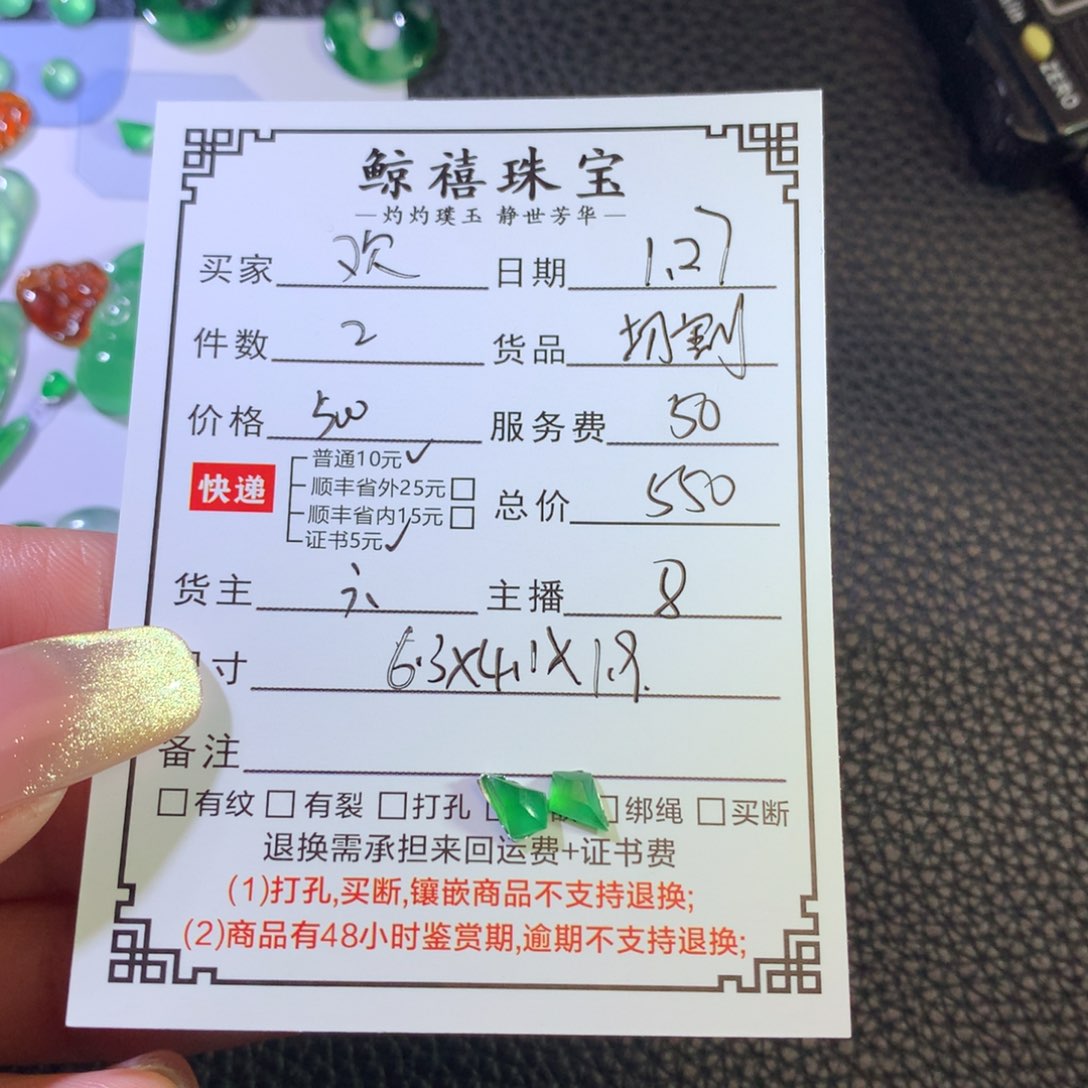 ZERO
鲸禧珠宝
—灼灼璞玉 静世芳华—
买家 欢 日期 1.27
件数 2 货品 切割
价格 500 服务费 50
快递 普通10元✓
顺丰省外25元□
顺丰省内15元□
证书5元✓
总价 550
货主 六 主播 8
寸 6.3X4.1X1.9.
备注
□有纹 □有裂 □打孔 □绑绳 □买断
退换需承担来回运费+证书费
(1)打孔,买断,镶嵌商品不支持退换;
(2)商品有48小时鉴赏期,逾期不支持退换;